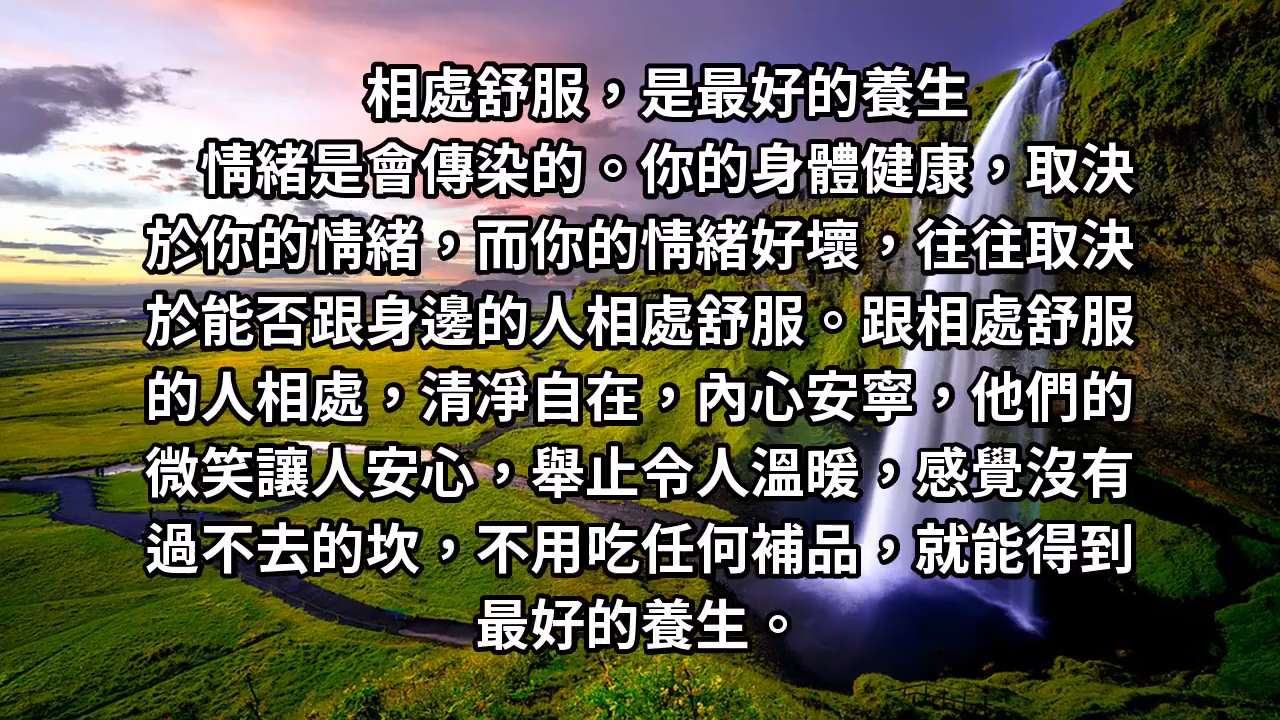 相處舒服，是最好的養生
情緒是會傳染的。你的身體健康，取決
於你的情緒，而你的情緒好壞，往往取決
於能否跟身邊的人相處舒服。跟相處舒服
的人相處，清凈自在，內心安寧，他們的
微笑讓人安心，舉止令人溫暖，感覺沒有
過不去的坎，不用吃任何補品，就能得到
最好的養生。